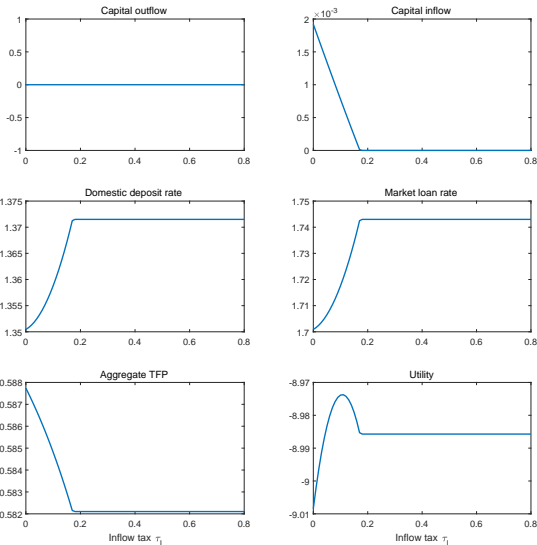 Capital outflow
1
0.5
0
-0.5
-1
0 0.2 0.4 0.6 0.8
Capital inflow
×10⁻³
2
1.5
1
0.5
0
0 0.2 0.4 0.6 0.8
Domestic deposit rate
1.375
1.37
1.365
1.36
1.355
1.35
0 0.2 0.4 0.6 0.8
Market loan rate
1.75
1.74
1.73
1.72
1.71
1.7
0 0.2 0.4 0.6 0.8
Aggregate TFP
0.588
0.587
0.586
0.585
0.584
0.583
0.582
0 0.2 0.4 0.6 0.8
Inflow tax τ_l
Utility
-8.97
-8.98
-8.99
-9
-9.01
0 0.2 0.4 0.6 0.8
Inflow tax τ_l